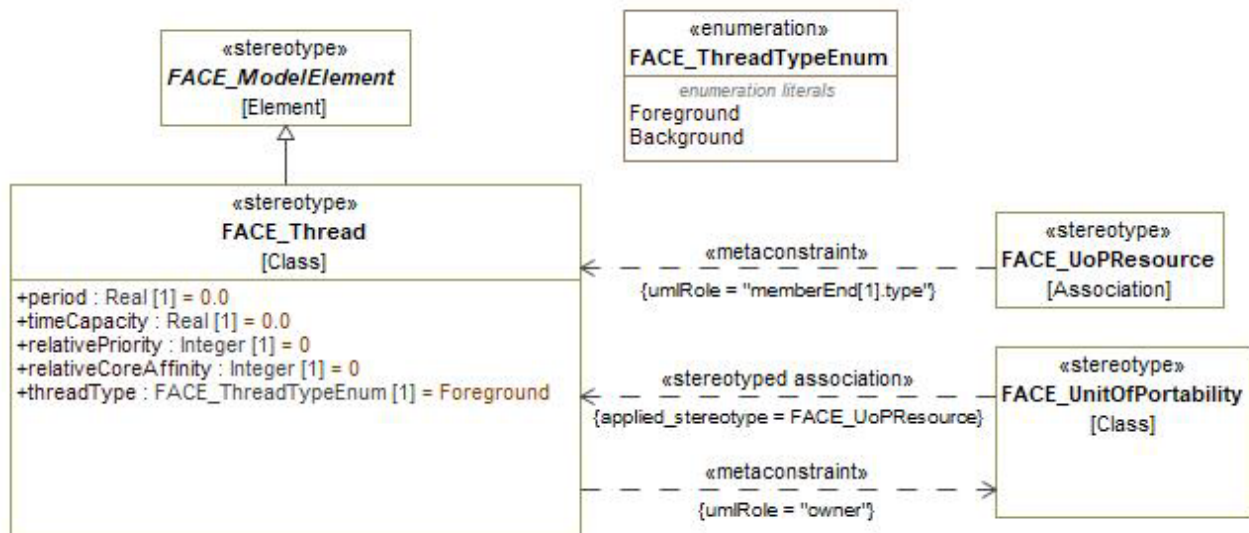 «stereotype»
FACE_ModelElement
[Element]
«enumeration»
FACE_ThreadTypeEnum
enumeration literals
Foreground
Background
«stereotype»
FACE_Thread
[Class]
+period : Real [1] = 0.0
+timeCapacity : Real [1] = 0.0
+relativePriority : Integer [1] = 0
+relativeCoreAffinity : Integer [1] = 0
+threadType : FACE_ThreadTypeEnum [1] = Foreground
«metaconstraint»
{umlRole = "memberEnd[1].type"}
«stereotype»
FACE_UoPResource
[Association]
«stereotyped association»
{applied_stereotype = FACE_UoPResource}
«stereotype»
FACE_UnitOfPortability
[Class]
«metaconstraint»
{umlRole = "owner"}